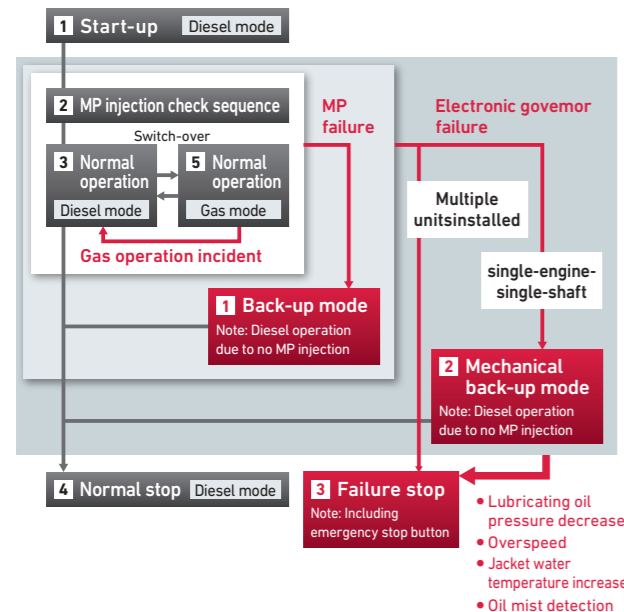 1 Start-up Diesel mode
2 MP injection check sequence
Switch-over
3 Normal
operation
Diesel mode
5 Normal
operation
Gas mode
Gas operation incident
MP
failure
Electronic govemor
failure
Multiple
unitsinstalled
single-engine-
single-shaft
1 Back-up mode
Note: Diesel operation
due to no MP injection
2 Mechanical
back-up mode
Note: Diesel operation
due to no MP injection
4 Normal stop Diesel mode
3 Failure stop
Note: Including
emergency stop button
• Lubricating oil
pressure decrease
• Overspeed
• Jacket water
temperature increase
• Oil mist detection